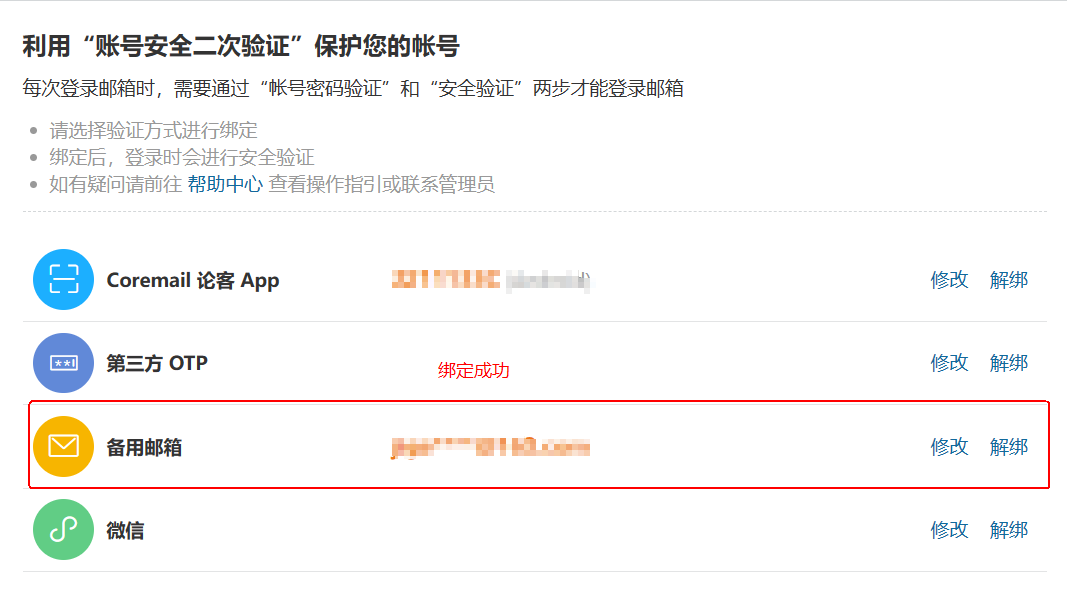 利用“账号安全二次验证”保护您的帐号
每次登录邮箱时，需要通过“帐号密码验证”和“安全验证”两步才能登录邮箱
请选择验证方式进行绑定
绑定后，登录时会进行安全验证
如有疑问请前往 帮助中心 查看操作指引或联系管理员
Coremail 论客 App 修改 解绑
第三方 OTP 修改 解绑
绑定成功
备用邮箱 修改 解绑
微信 修改 解绑